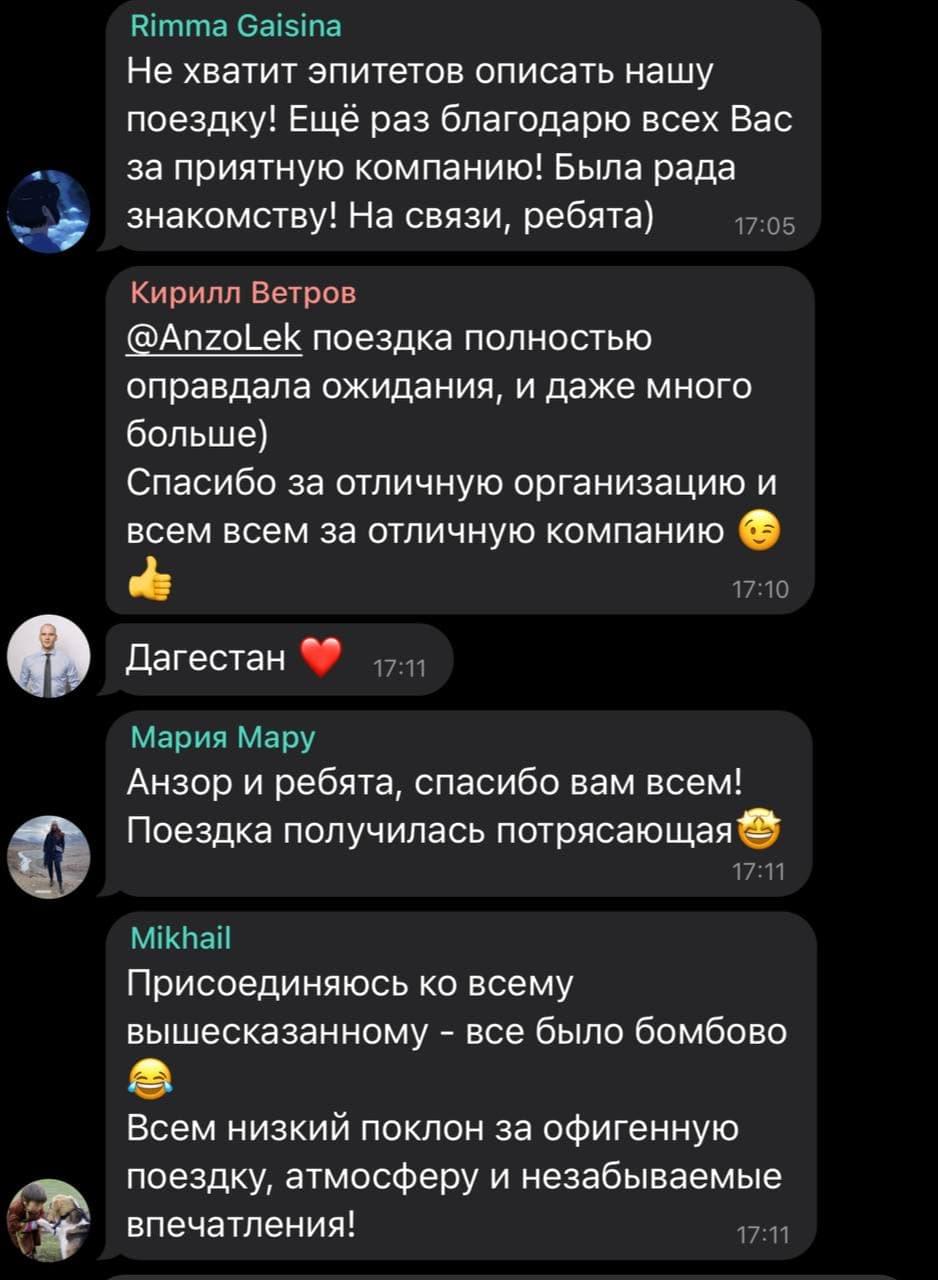 Rimma Gaisina
Не хватит эпитетов описать нашу
поездку! Ещё раз благодарю всех Вас
за приятную компанию! Была рада
знакомству! На связи, ребята)
17:05
Кирилл Ветров
@AnzoLek поездка полностью
оправдала ожидания, и даже много
больше)
Спасибо за отличную организацию и
всем всем за отличную компанию 😉
👍
17:10
Дагестан ❤️ 17:11
Мария Мару
Анзор и ребята, спасибо вам всем!
Поездка получилась потрясающая🤩
17:11
Mikhail
Присоединяюсь ко всему
вышесказанному - все было бомбово
😂
Всем низкий поклон за офигенную
поездку, атмосферу и незабываемые
впечатления!
17:11